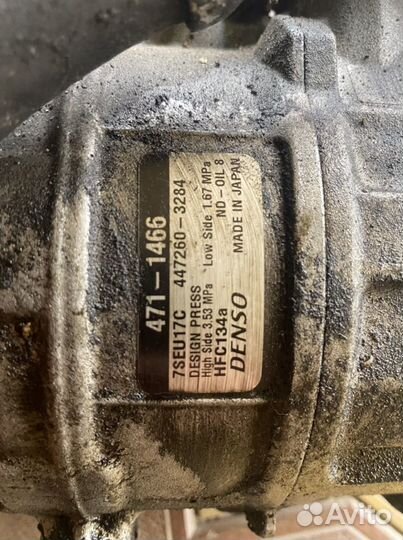 471-1466
7SEU17C 447260-3284
DESIGN PRESS
High Side 3.53 MPa Low Side 1.67 MPa
HFC134a ND-OIL 8
DENSO MADE IN JAPAN
Avito